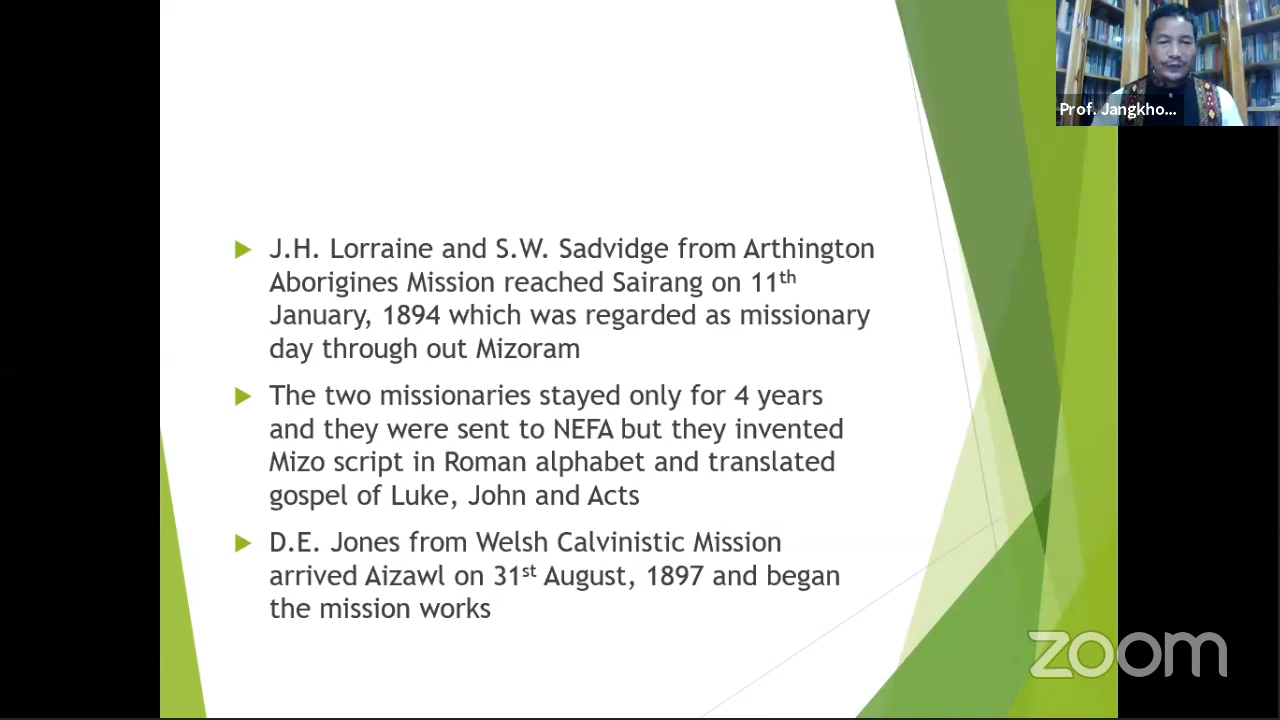 Prof. Jangkho...
J.H. Lorraine and S.W. Sadvidge from Arthington
Aborigines Mission reached Sairang on 11th
January, 1894 which was regarded as missionary
day through out Mizoram
The two missionaries stayed only for 4 years
and they were sent to NEFA but they invented
Mizo script in Roman alphabet and translated
gospel of Luke, John and Acts
D.E. Jones from Welsh Calvinistic Mission
arrived Aizawl on 31st August, 1897 and began
the mission works
zoom